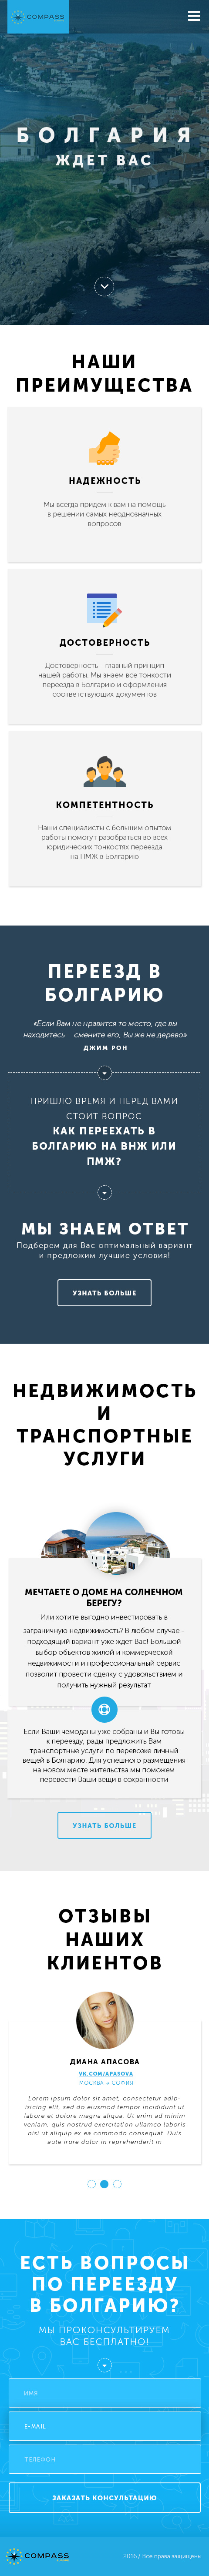 COMPASS
БОЛГАРИЯ
ЖДЕТ ВАС
НАШИ
ПРЕИМУЩЕСТВА
НАДЕЖНОСТЬ
Мы всегда придем к вам на помощь
в решении самых неоднозначных
вопросов
ДОСТОВЕРНОСТЬ
Достоверность - главный принцип
нашей работы. Мы знаем все тонкости
переезда в Болгарию и оформления
соответствующих документов
КОМПЕТЕНТНОСТЬ
Наши специалисты с большим опытом
работы помогут разобраться во всех
юридических тонкостях переезда
на ПМЖ в Болгарию
ПЕРЕЕЗД В
БОЛГАРИЮ
«Если Вам не нравится то место, где вы
находитесь - смените его, Вы же не дерево»
ДЖИМ РОН
ПРИШЛО ВРЕМЯ И ПЕРЕД ВАМИ
СТОИТ ВОПРОС
КАК ПЕРЕЕХАТЬ В
БОЛГАРИЮ НА ВНЖ ИЛИ
ПМЖ?
МЫ ЗНАЕМ ОТВЕТ
Подберем для Вас оптимальный вариант
и предложим лучшие условия!
УЗНАТЬ БОЛЬШЕ
НЕДВИЖИМОСТЬ
И
ТРАНСПОРТНЫЕ
УСЛУГИ
МЕЧТАЕТЕ О ДОМЕ НА СОЛНЕЧНОМ
БЕРЕГУ?
Или хотите выгодно инвестировать в
заграничную недвижимость? В любом случае -
подходящий вариант уже ждет Вас! Большой
выбор объектов жилой и коммерческой
недвижимости и профессиональный сервис
позволит провести сделку с удовольствием и
получить нужный результат
Если Ваши чемоданы уже собраны и Вы готовы
к переезду, рады предложить Вам
транспортные услуги по перевозке личный
вещей в Болгарию. Для успешного размещения
на новом месте жительства мы поможем
перевести Ваши вещи в сохранности
УЗНАТЬ БОЛЬШЕ
ОТЗЫВЫ
НАШИХ
КЛИЕНТОВ
ДИАНА АПАСОВА
VK.COM/APASOVA
МОСКВА » СОФИЯ
Lorem ipsum dolor sit amet, consectetur adip-
isicing elit, sed do eiusmod tempor incididunt ut
labore et dolore magna aliqua. Ut enim ad minim
veniam, quis nostrud exercitation ullamco laboris
nisi ut aliquip ex ea commodo consequat. Duis
aute irure dolor in reprehenderit in
ЕСТЬ ВОПРОСЫ
ПО ПЕРЕЕЗДУ
В БОЛГАРИЮ?
МЫ ПРОКОНСУЛЬТИРУЕМ
ВАС БЕСПЛАТНО!
ИМЯ
E-MAIL
ТЕЛЕФОН
ЗАКАЗАТЬ КОНСУЛЬТАЦИЮ
COMPASS
2016 / Все права защищены